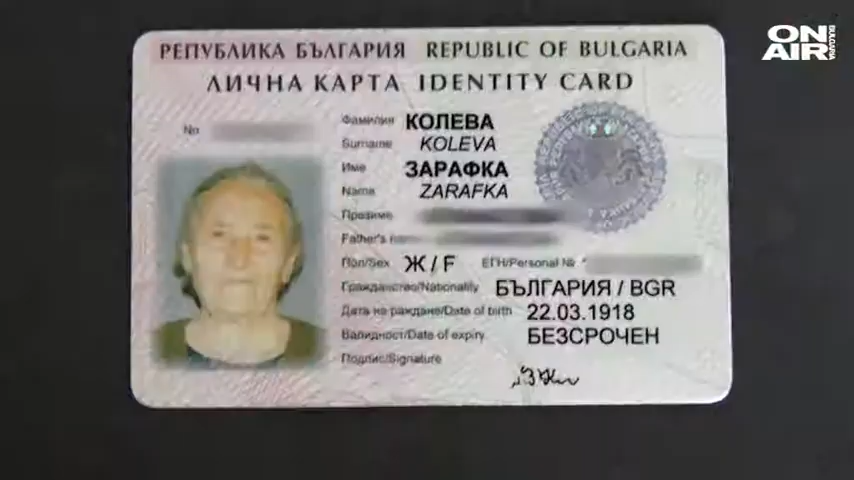 ON AIR BULGARIA
РЕПУБЛИКА БЪЛГАРИЯ REPUBLIC OF BULGARIA
ЛИЧНА КАРТА IDENTITY CARD
No
Фамилия КОЛЕВА
Surname KOLEVA
Име ЗАРАФКА
Name ZARAFKA
Презиме
Father's
Пол/Sex Ж / F ЕГН/Personal №
Гражданство/Nationality БЪЛГАРИЯ / BGR
Дата на раждане/Date of birth 22.03.1918
Валидност/Date of expiry БЕЗСРОЧЕН
Подпис/Signature